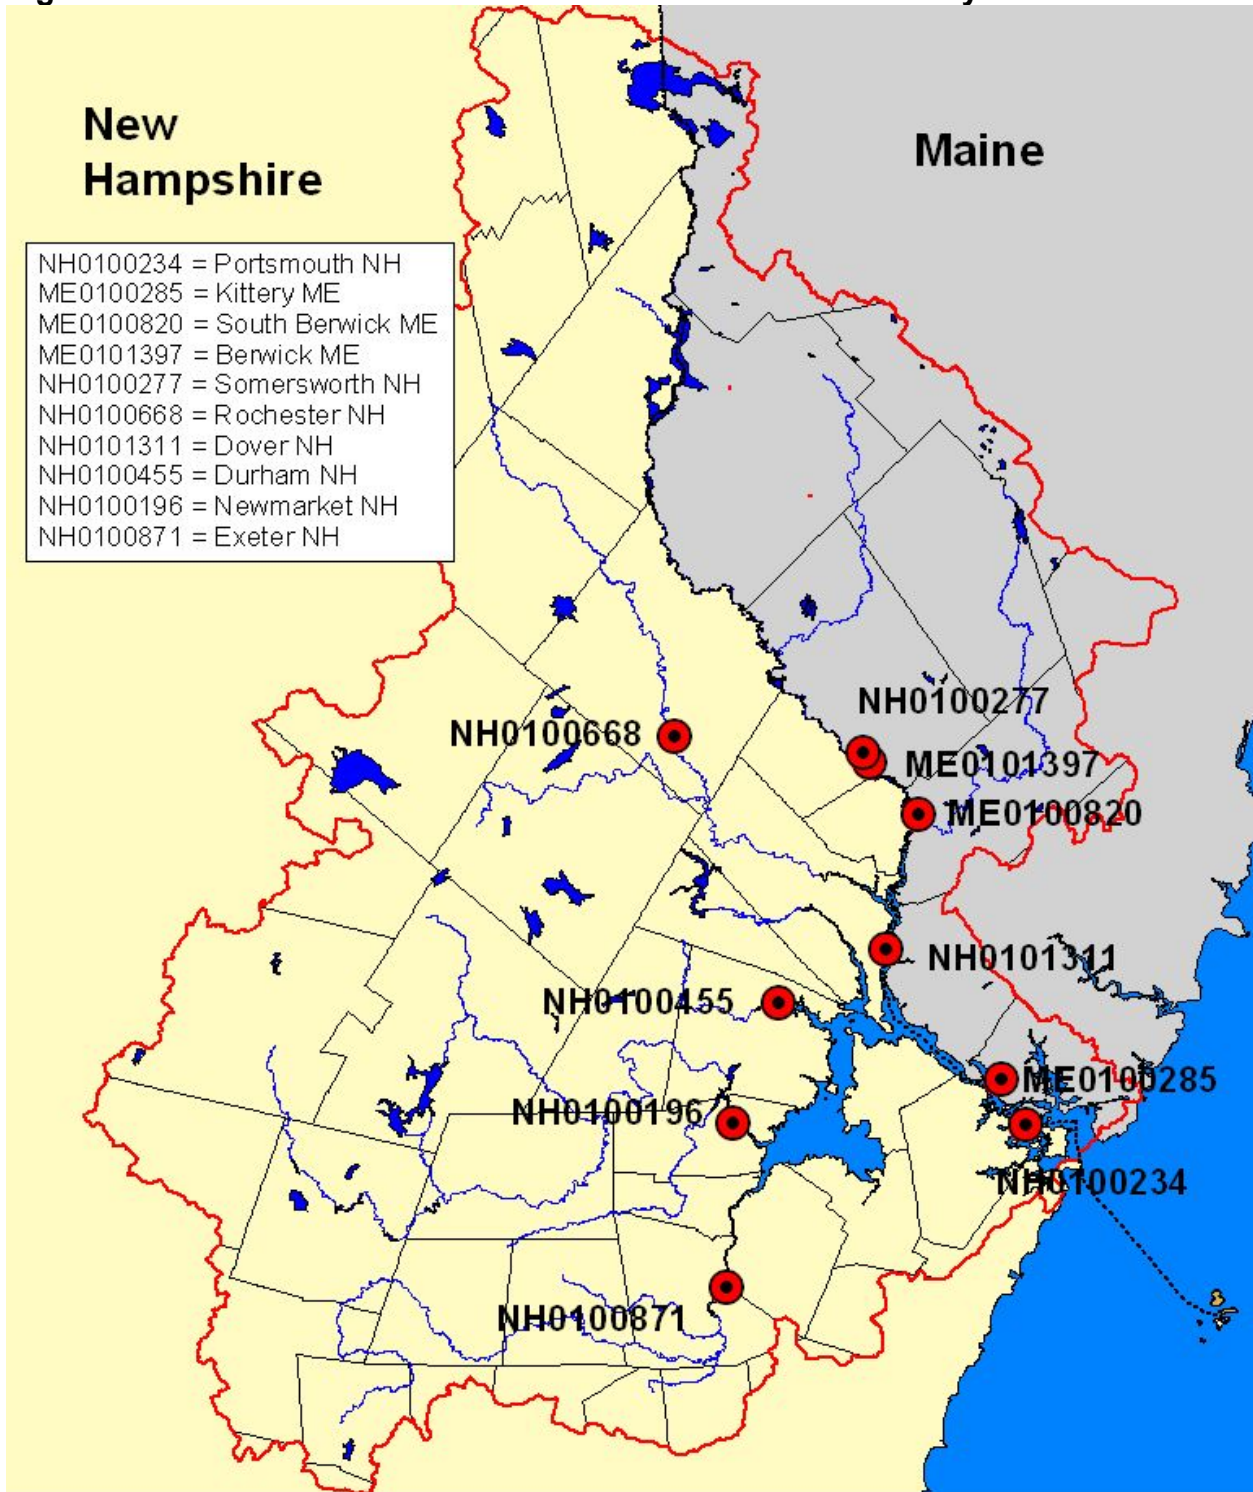 New
Hampshire
Maine
NH0100234 = Portsmouth NH
ME0100285 = Kittery ME
ME0100820 = South Berwick ME
ME0101397 = Berwick ME
NH0100277 = Somersworth NH
NH0100668 = Rochester NH
NH0101311 = Dover NH
NH0100455 = Durham NH
NH0100196 = Newmarket NH
NH0100871 = Exeter NH
NH0100277
NH0100668
ME0101397
ME0100820
NH0101311
NH0100455
ME0100285
NH0100196
NH0100234
NH0100871